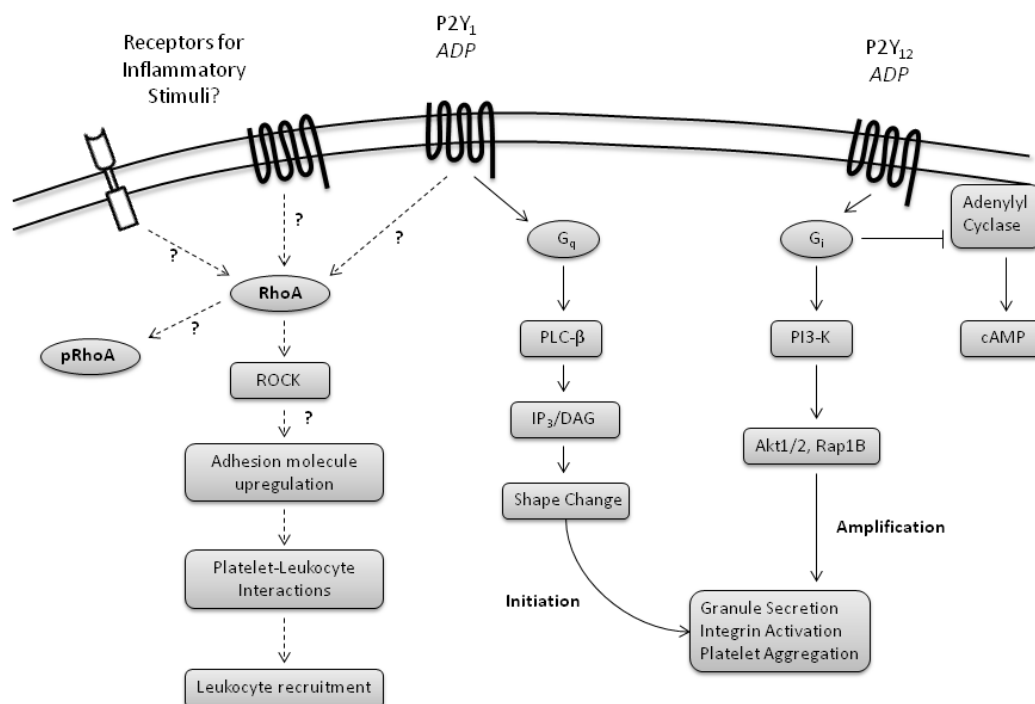 Receptors for
Inflammatory
Stimuli?
P2Y1
ADP
P2Y12
ADP
?
?
?
RhoA
?
pRhoA
ROCK
?
Adhesion molecule
upregulation
Platelet-Leukocyte
Interactions
Leukocyte recruitment
Gq
PLC-β
IP3/DAG
Shape Change
Initiation
Gi
Adenylyl
Cyclase
PI3-K
cAMP
Akt1/2, Rap1B
Amplification
Granule Secretion
Integrin Activation
Platelet Aggregation